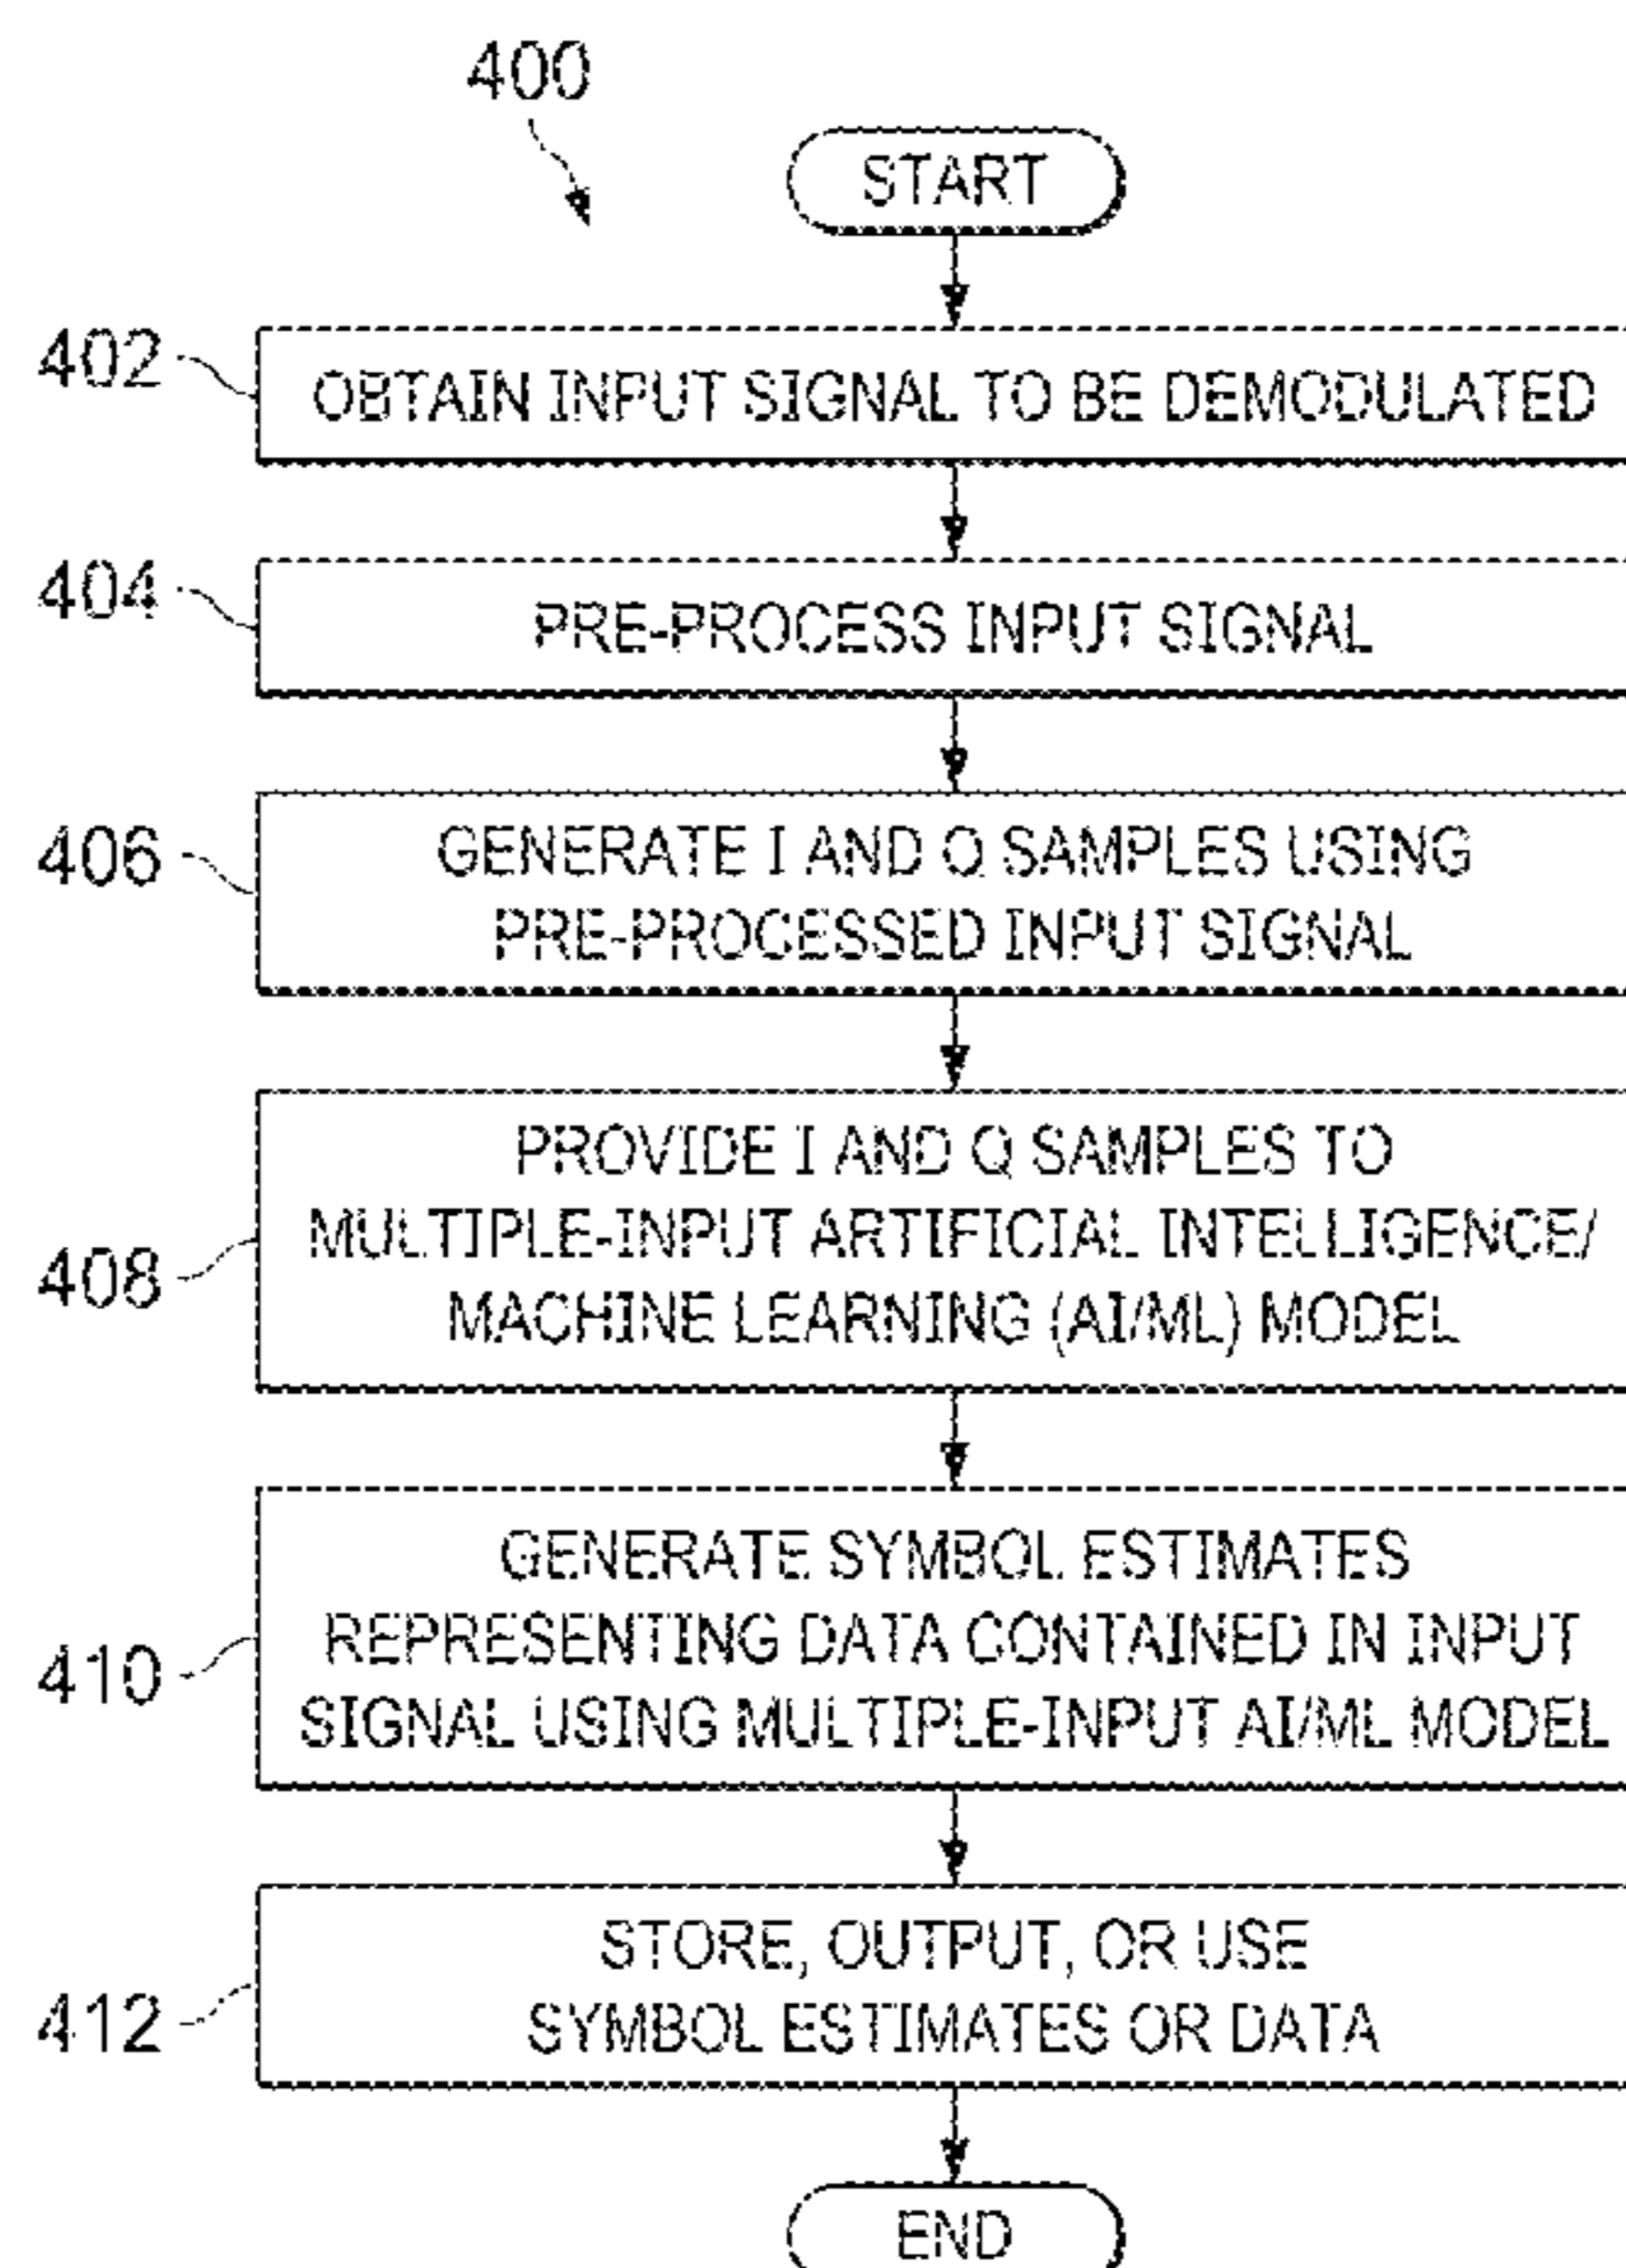 400
START
402
OBTAIN INPUT SIGNAL TO BE DEMODULATED
404
PRE-PROCESS INPUT SIGNAL
406
GENERATE I AND Q SAMPLES USING
PRE-PROCESSED INPUT SIGNAL
408
PROVIDE I AND Q SAMPLES TO
MULTIPLE-INPUT ARTIFICIAL INTELLIGENCE/
MACHINE LEARNING (AI/ML) MODEL
410
GENERATE SYMBOL ESTIMATES
REPRESENTING DATA CONTAINED IN INPUT
SIGNAL USING MULTIPLE-INPUT AI/ML MODEL
412
STORE, OUTPUT, OR USE
SYMBOL ESTIMATES OR DATA
END